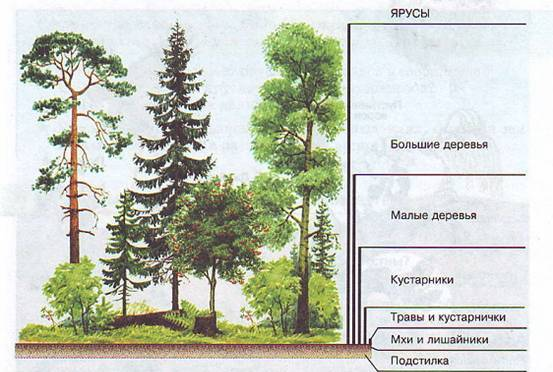 ЯРУСЫ
Большие деревья
Малые деревья
Кустарники
Травы и кустарнички
Мхи и лишайники
Подстилка